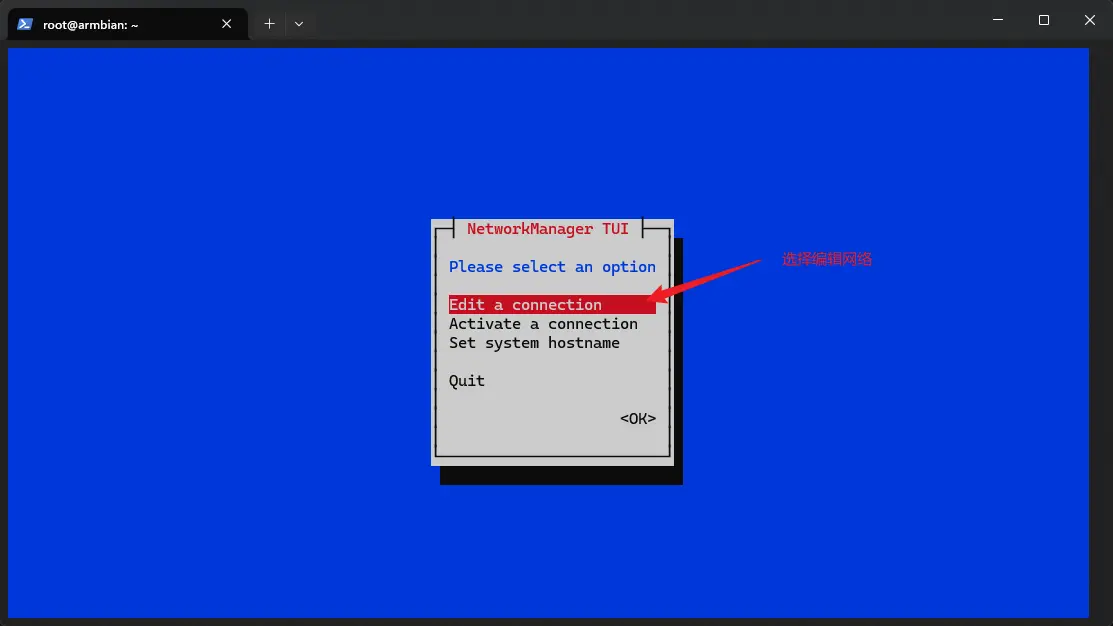 root@armbian: ~
NetworkManager TUI
Please select an option
选择编辑网络
Edit a connection
Activate a connection
Set system hostname
Quit
<OK>